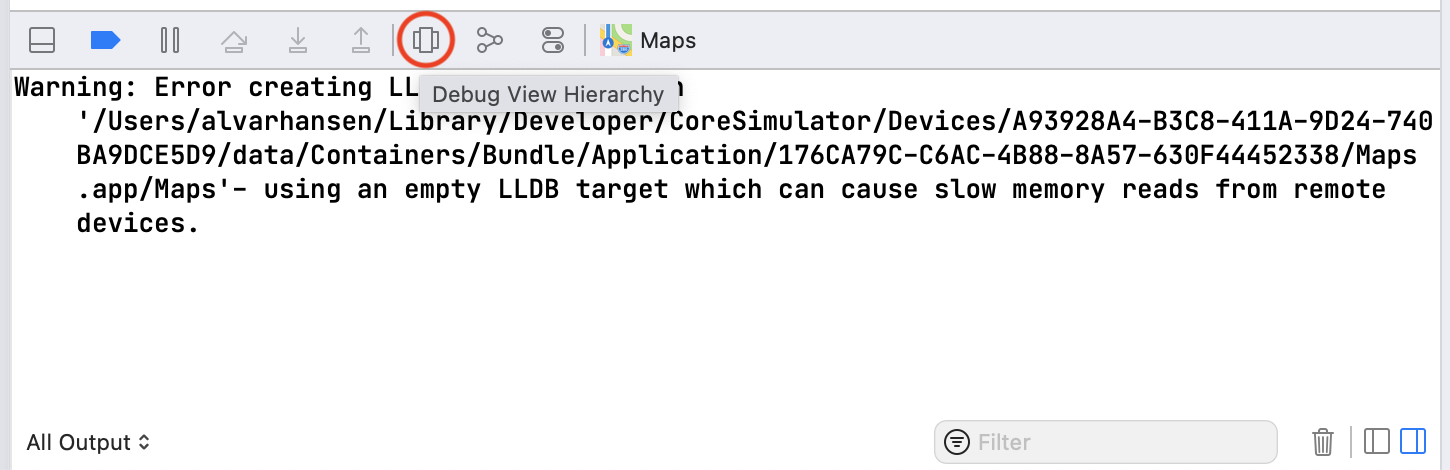 Maps
Warning: Error creating LL
Debug View Hierarchy
'/Users/alvarhansen/Library/Developer/CoreSimulator/Devices/A93928A4-B3C8-411A-9D24-740
BA9DCE5D9/data/Containers/Bundle/Application/176CA79C-C6AC-4B88-8A57-630F44452338/Maps
.app/Maps'- using an empty LLDB target which can cause slow memory reads from remote
devices.
All Output
Filter